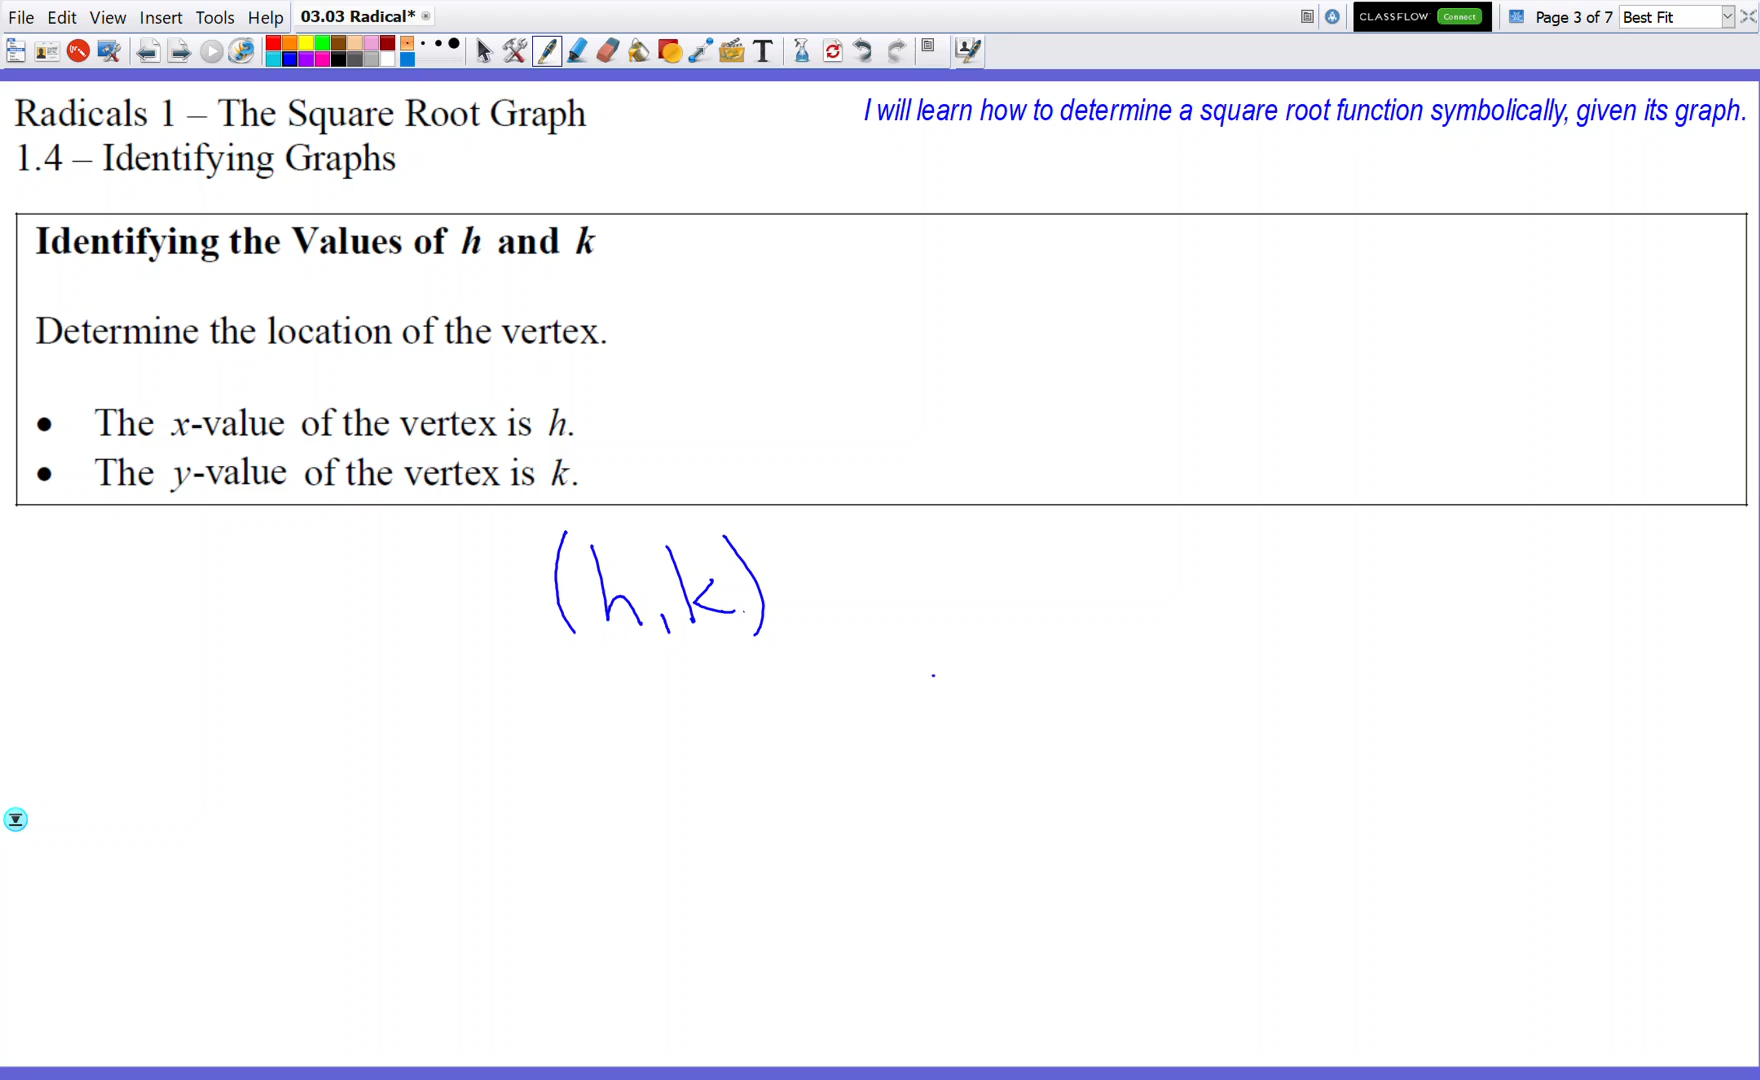 File Edit View Insert Tools Help 03.03 Radical* CLASSFLOW Connect Page 3 of 7 Best Fit
T
Radicals 1 – The Square Root Graph
I will learn how to determine a square root function symbolically, given its graph.
1.4 – Identifying Graphs
Identifying the Values of h and k
Determine the location of the vertex.
• The x-value of the vertex is h.
• The y-value of the vertex is k.
(h,k)